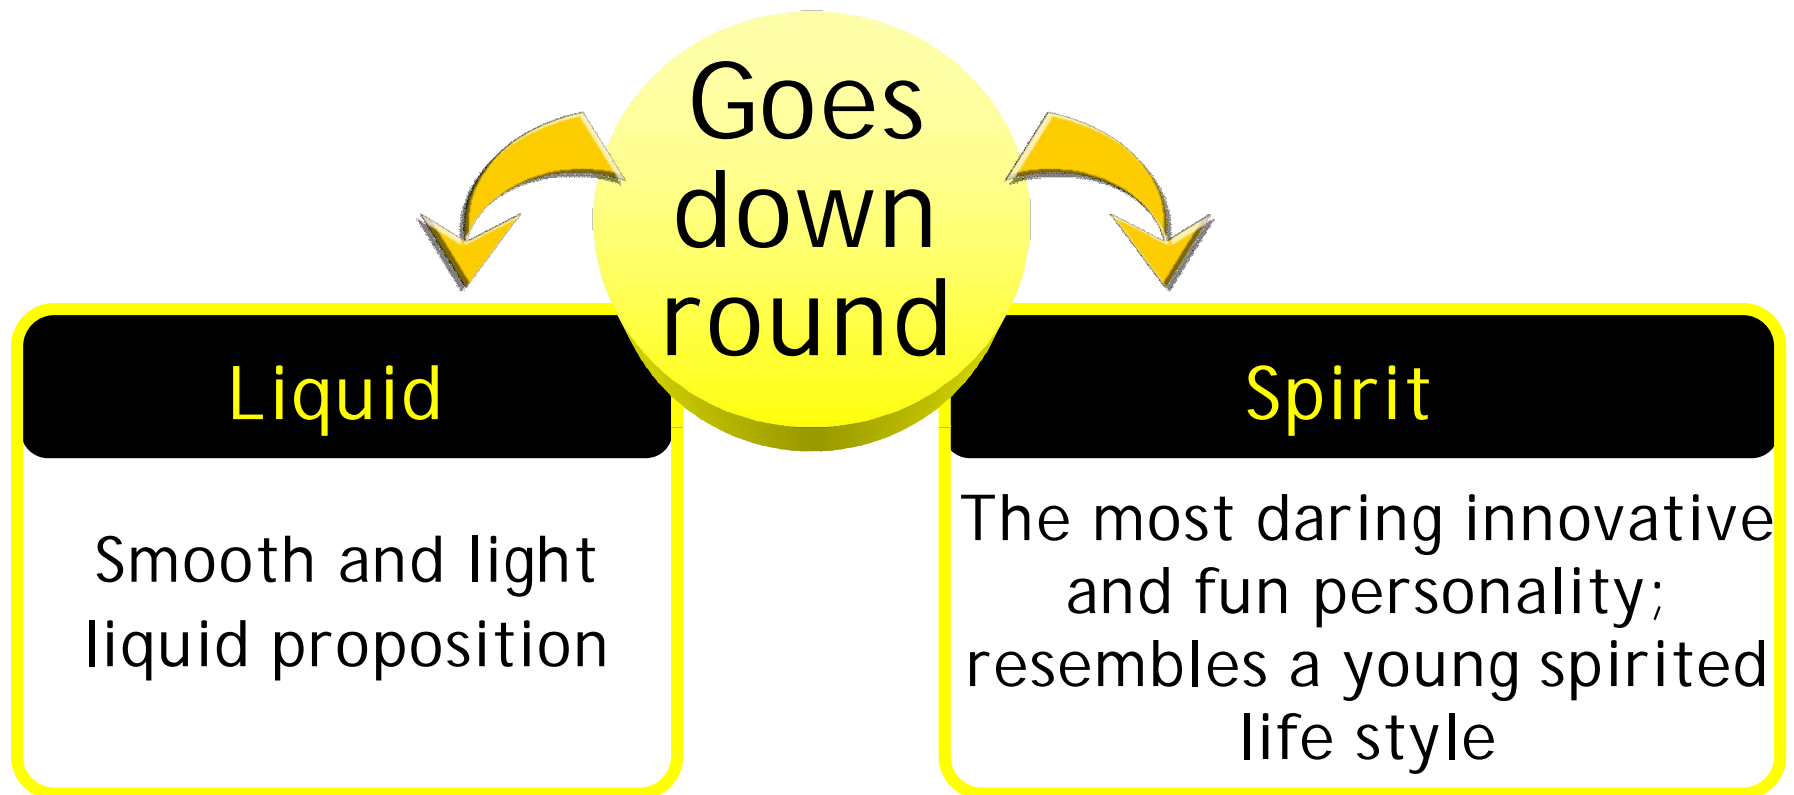 Goes
down
round
Liquid
Smooth and light
liquid proposition
Spirit
The most daring innovative
and fun personality;
resembles a young spirited
life style